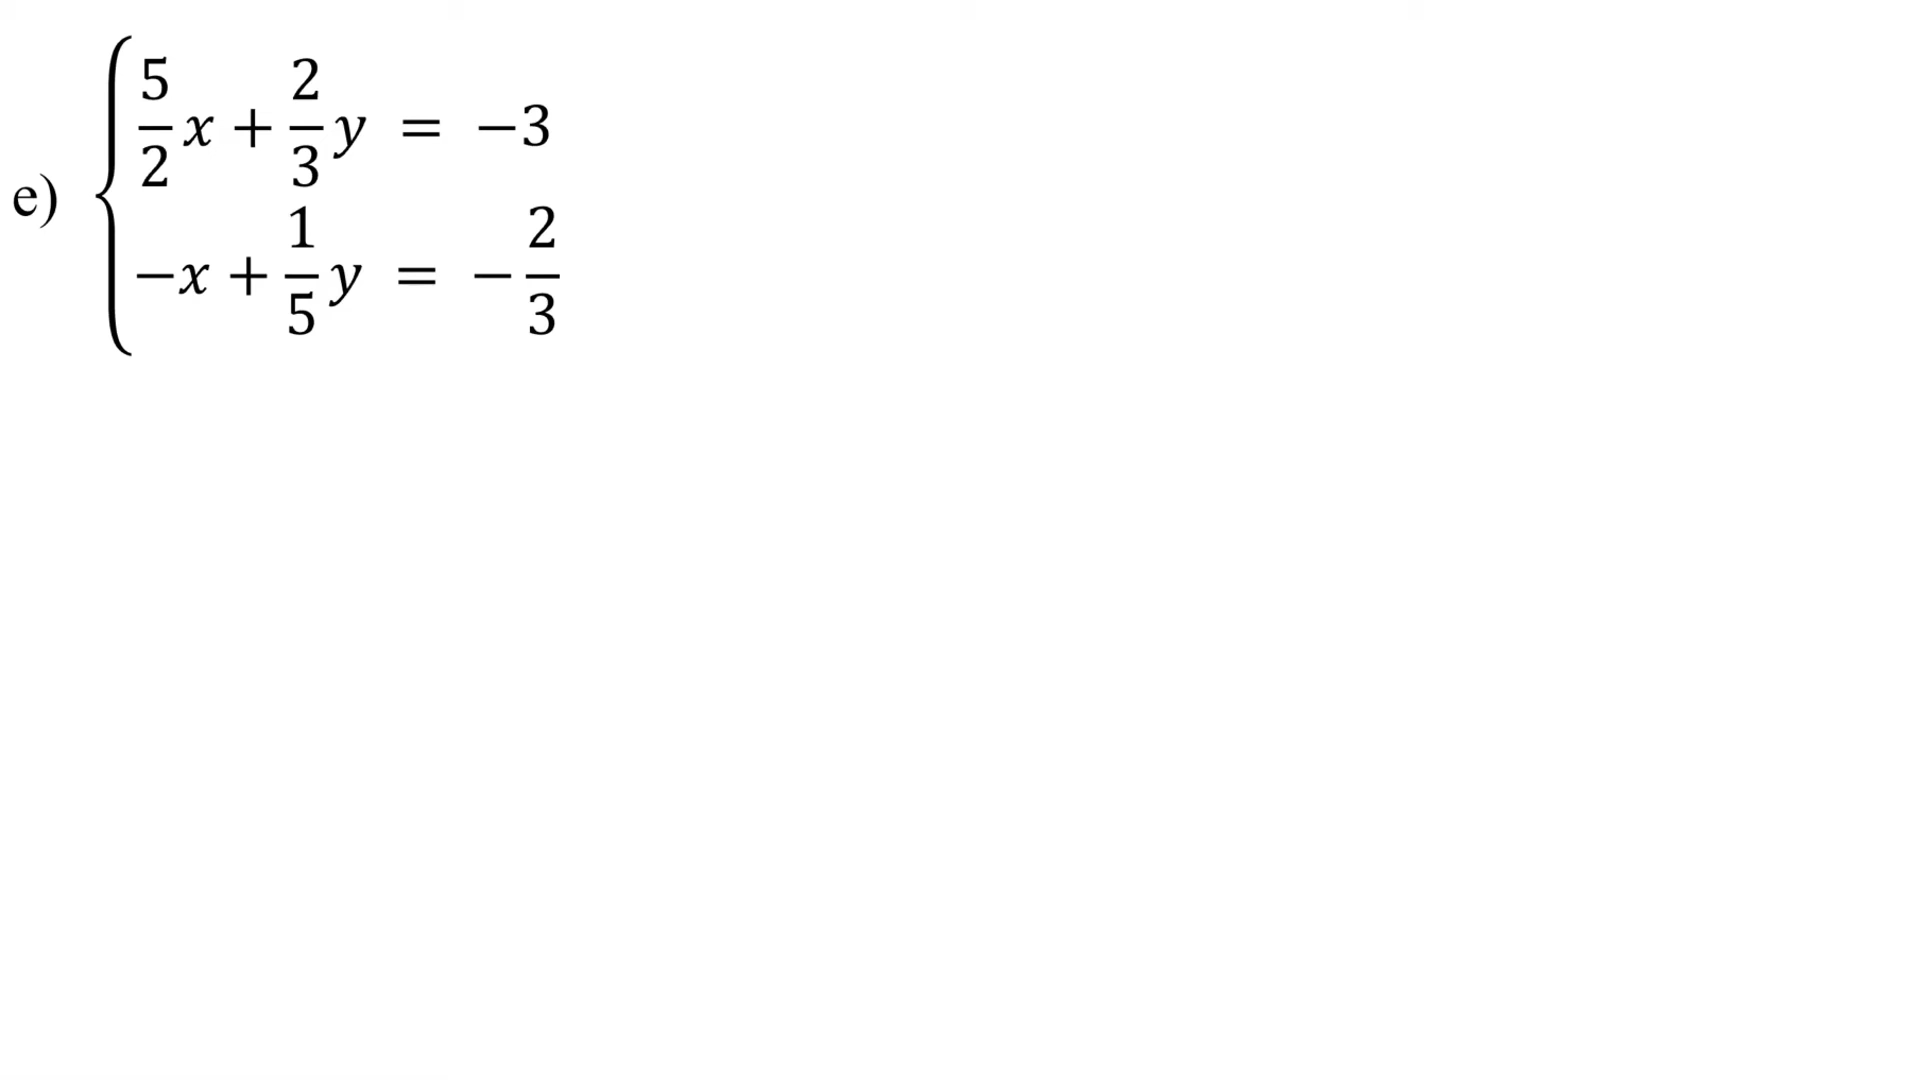 e) { 5/2 x + 2/3 y = −3
−x + 1/5 y = − 2/3